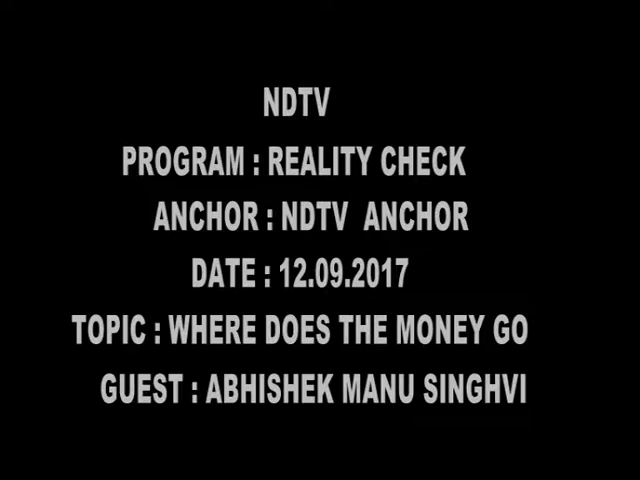 NDTV
PROGRAM : REALITY CHECK
ANCHOR : NDTV ANCHOR
DATE : 12.09.2017
TOPIC : WHERE DOES THE MONEY GO
GUEST : ABHISHEK MANU SINGHVI